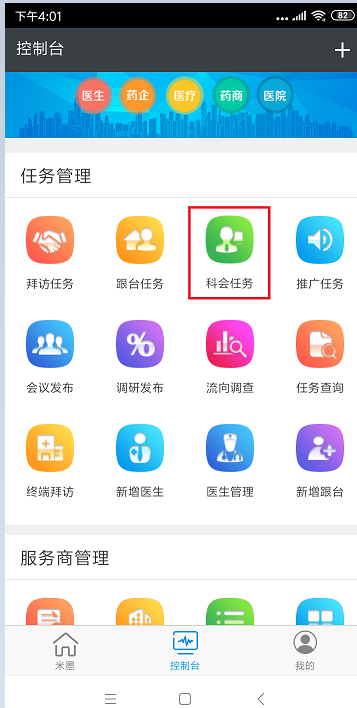 下午4:01
82
控制台
医生 药企 医疗 药商 医院
任务管理
拜访任务 跟台任务 科会任务 推广任务
会议发布 调研发布 流向调查 任务查询
终端拜访 新增医生 医生管理 新增跟台
服务商管理
米墨 控制台 我的